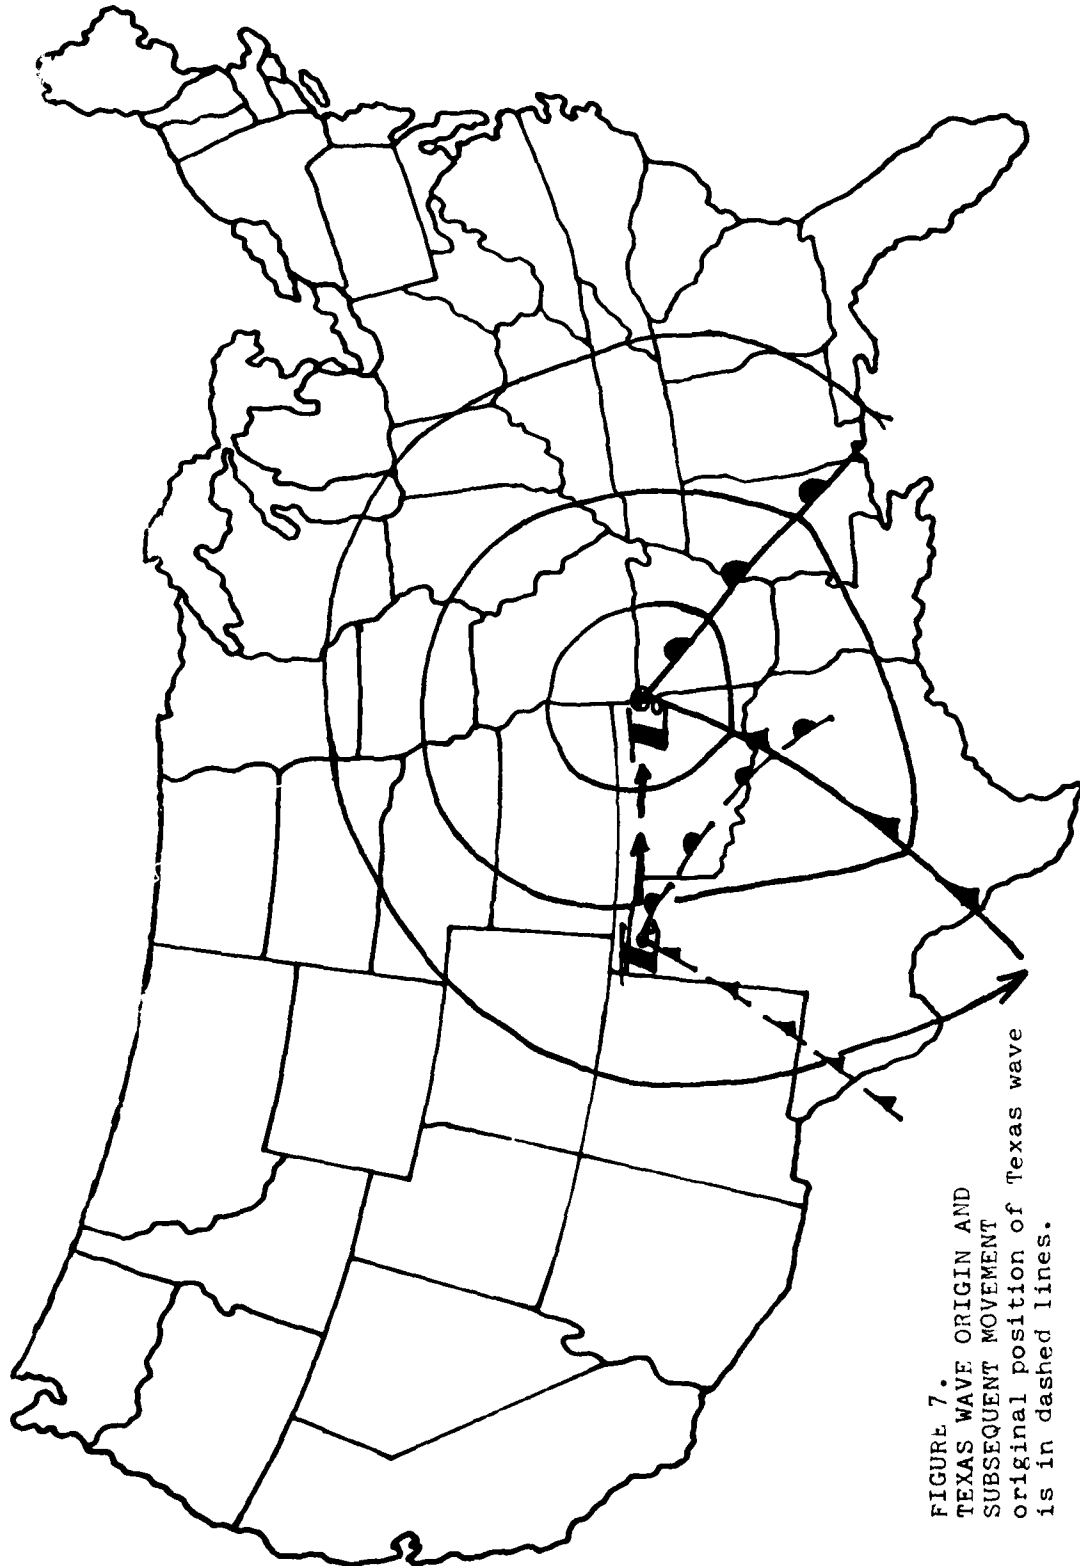 FIGURE 7.
TEXAS WAVE ORIGIN AND
SUBSEQUENT MOVEMENT
original position of Texas wave
is in dashed lines.
L
L